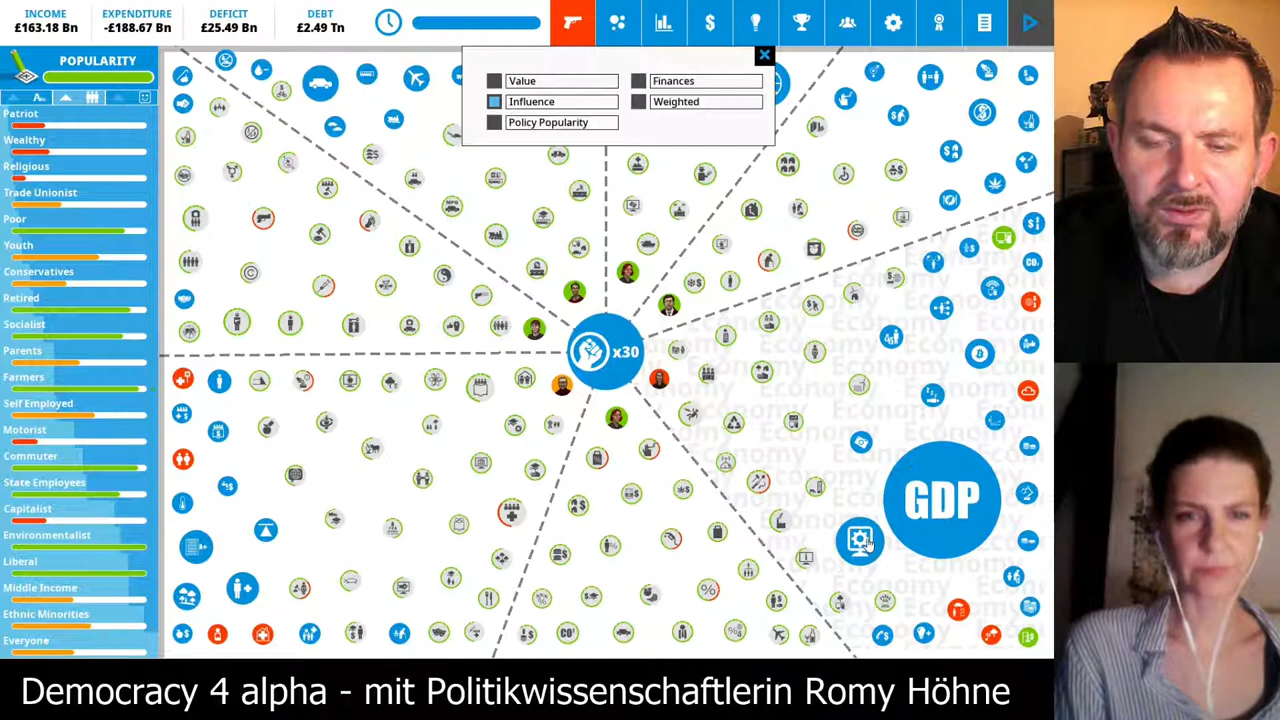 INCOME
£163.18 Bn
EXPENDITURE
-£188.67 Bn
DEFICIT
£25.49 Bn
DEBT
£2.49 Tn
POPULARITY
Patriot
Wealthy
Religious
Trade Unionist
Poor
Youth
Conservatives
Retired
Socialist
Parents
Farmers
Self Employed
Motorist
Commuter
State Employees
Capitalist
Environmentalist
Liberal
Middle Income
Ethnic Minorities
Everyone
Value
Finances
Influence
Weighted
Policy Popularity
x30
GDP
Economy Economy Economy
Democracy 4 alpha - mit Politikwissenschaftlerin Romy Höhne